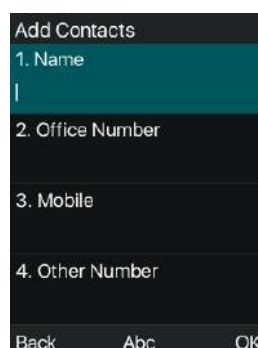 Add Contacts
1. Name
2. Office Number
3. Mobile
4. Other Number
Back Abc OK